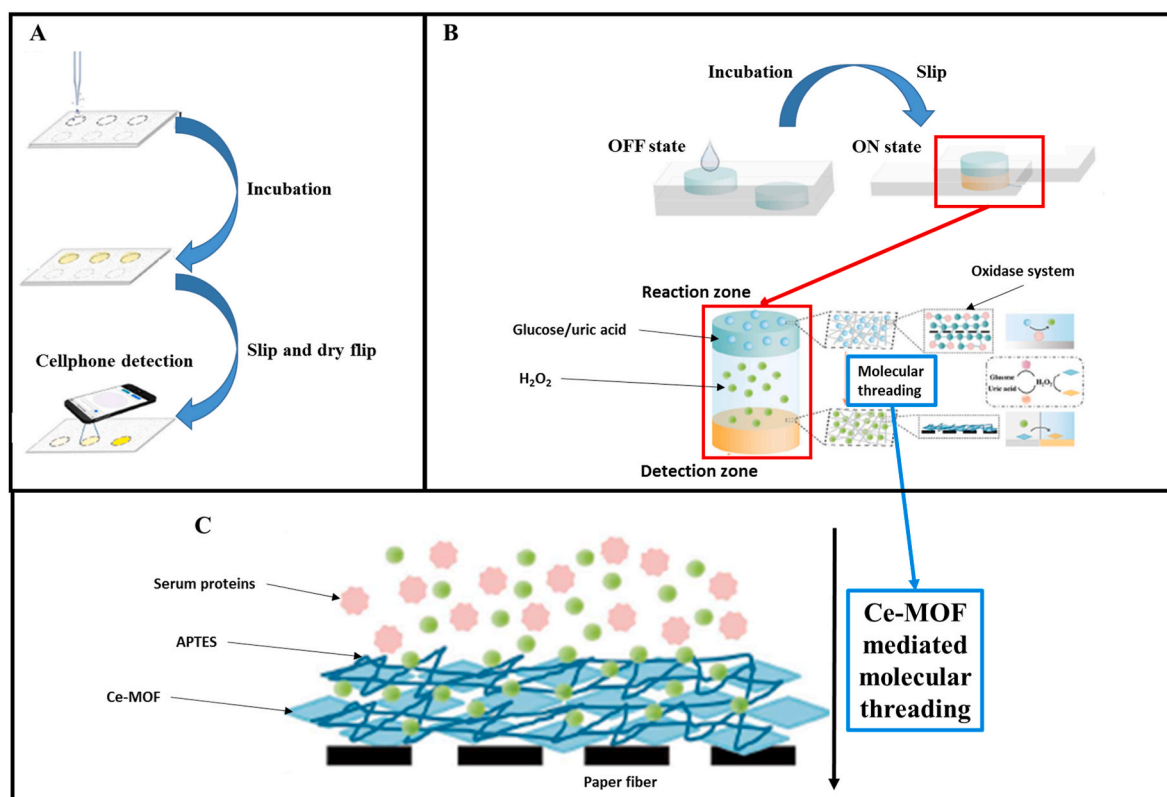 A
Incubation
Slip and dry flip
Cellphone detection
B
Incubation
Slip
OFF state
ON state
Oxidase system
Reaction zone
Glucose/uric acid
H₂O₂
Molecular
threading
Glucose
Uric acid
H₂O₂
Detection zone
C
Serum proteins
APTES
Ce-MOF
Paper fiber
Ce-MOF
mediated
molecular
threading